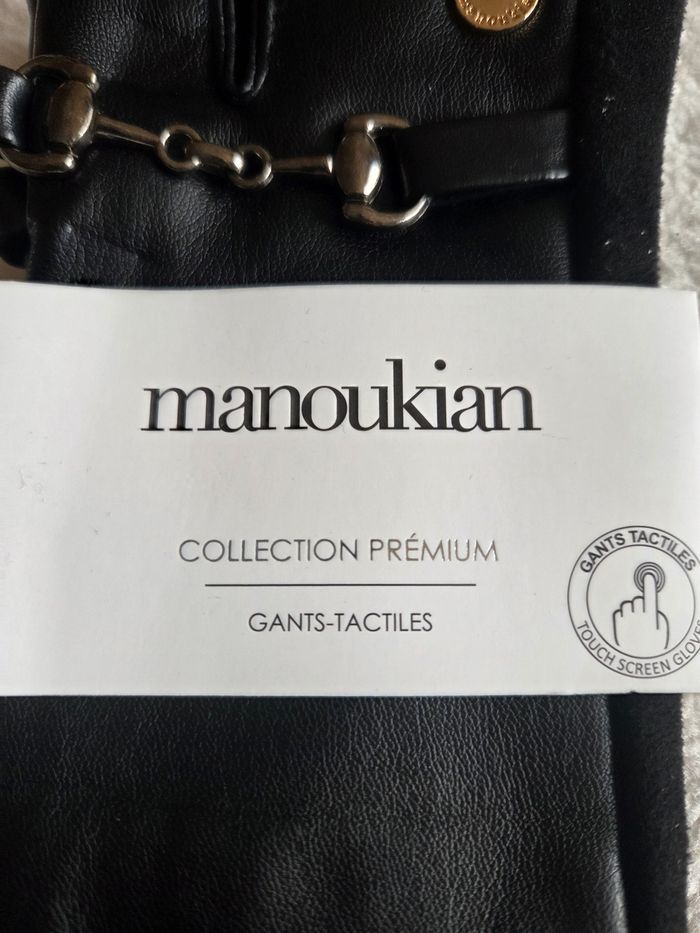 manoukian
COLLECTION PRÉMIUM
GANTS-TACTILES
GANTS TACTILES
TOUCH SCREEN GLOVES